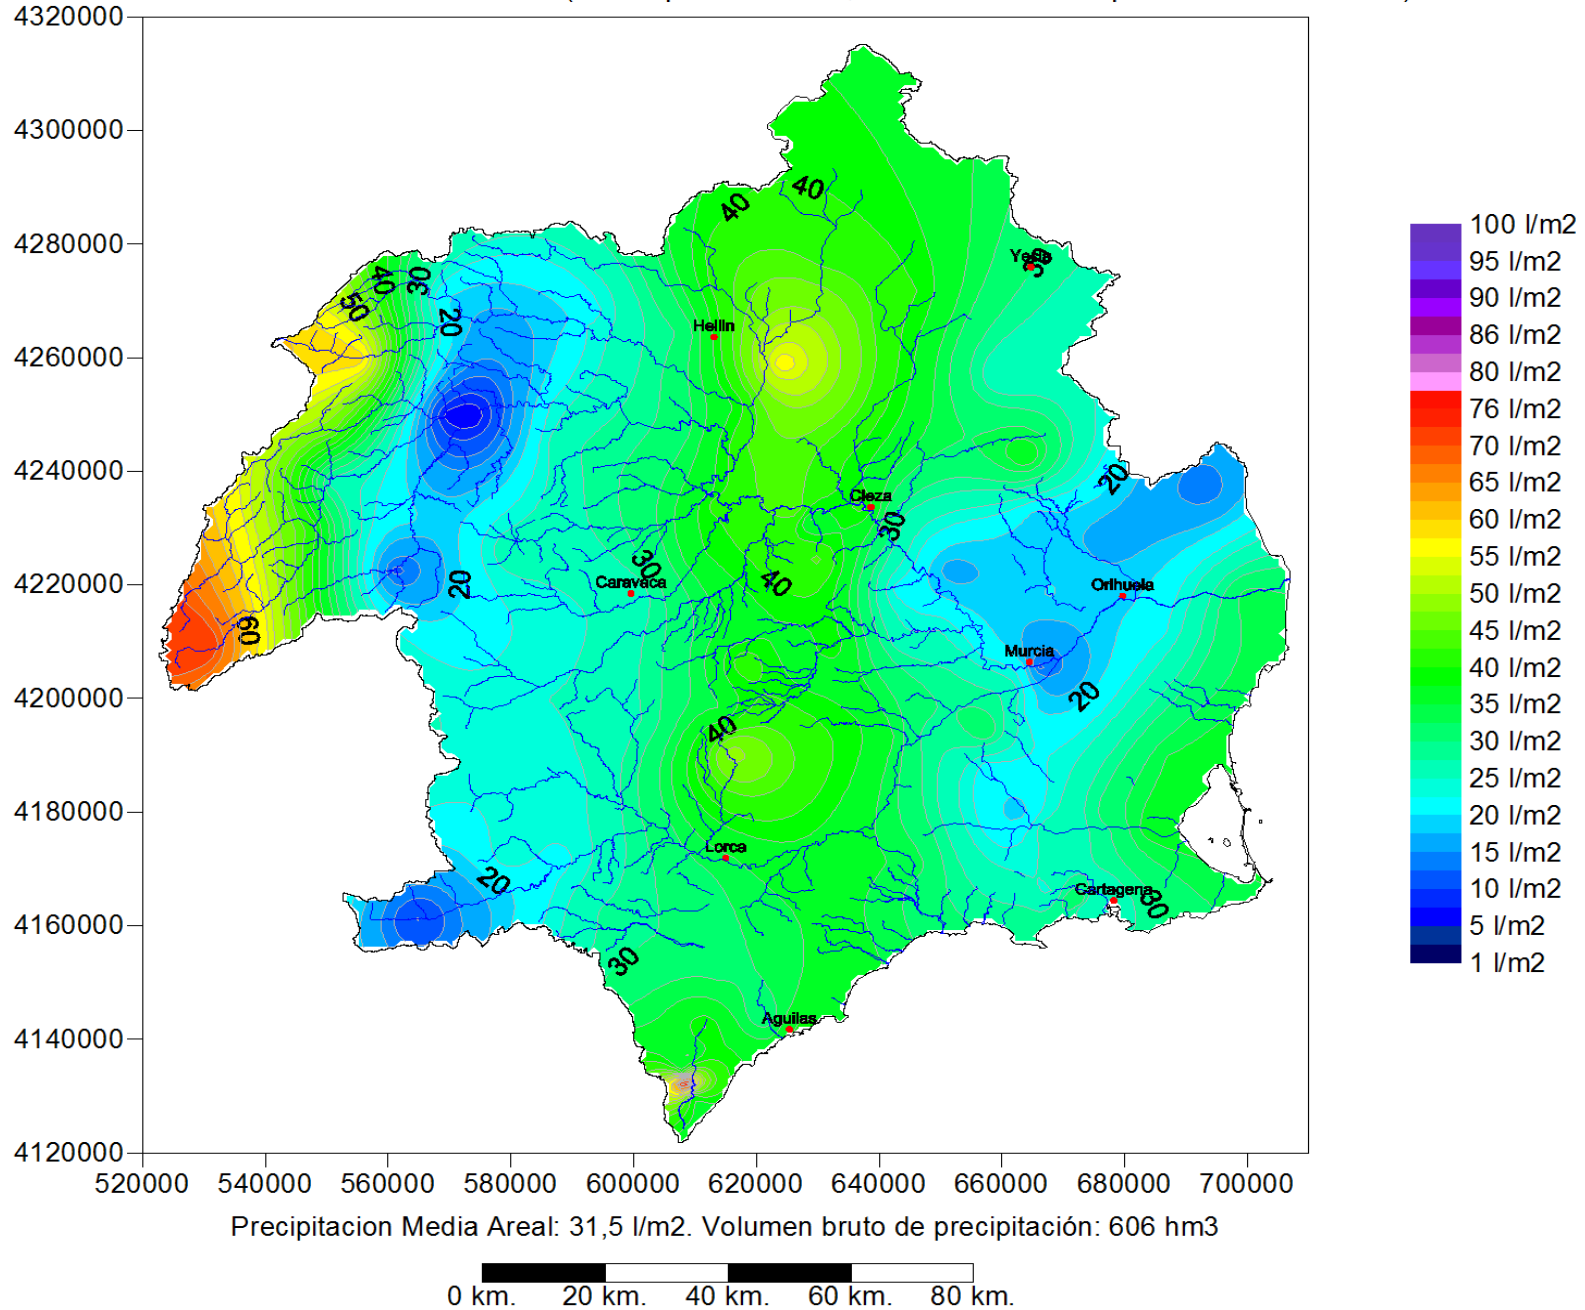 4320000
4300000
4280000
4260000
4240000
4220000
4200000
4180000
4160000
4140000
4120000
520000 540000 560000 580000 600000 620000 640000 660000 680000 700000
40
40
40
30
50
20
30
Yecla
Hellin
20
Cieza
30
30
40
Caravaca
20
Orihuela
60
Murcia
20
40
Lorca
20
Cartagena
30
30
Aguilas
100 l/m2
95 l/m2
90 l/m2
86 l/m2
80 l/m2
76 l/m2
70 l/m2
65 l/m2
60 l/m2
55 l/m2
50 l/m2
45 l/m2
40 l/m2
35 l/m2
30 l/m2
25 l/m2
20 l/m2
15 l/m2
10 l/m2
5 l/m2
1 l/m2
Precipitacion Media Areal: 31,5 l/m2. Volumen bruto de precipitación: 606 hm3
0 km. 20 km. 40 km. 60 km. 80 km.